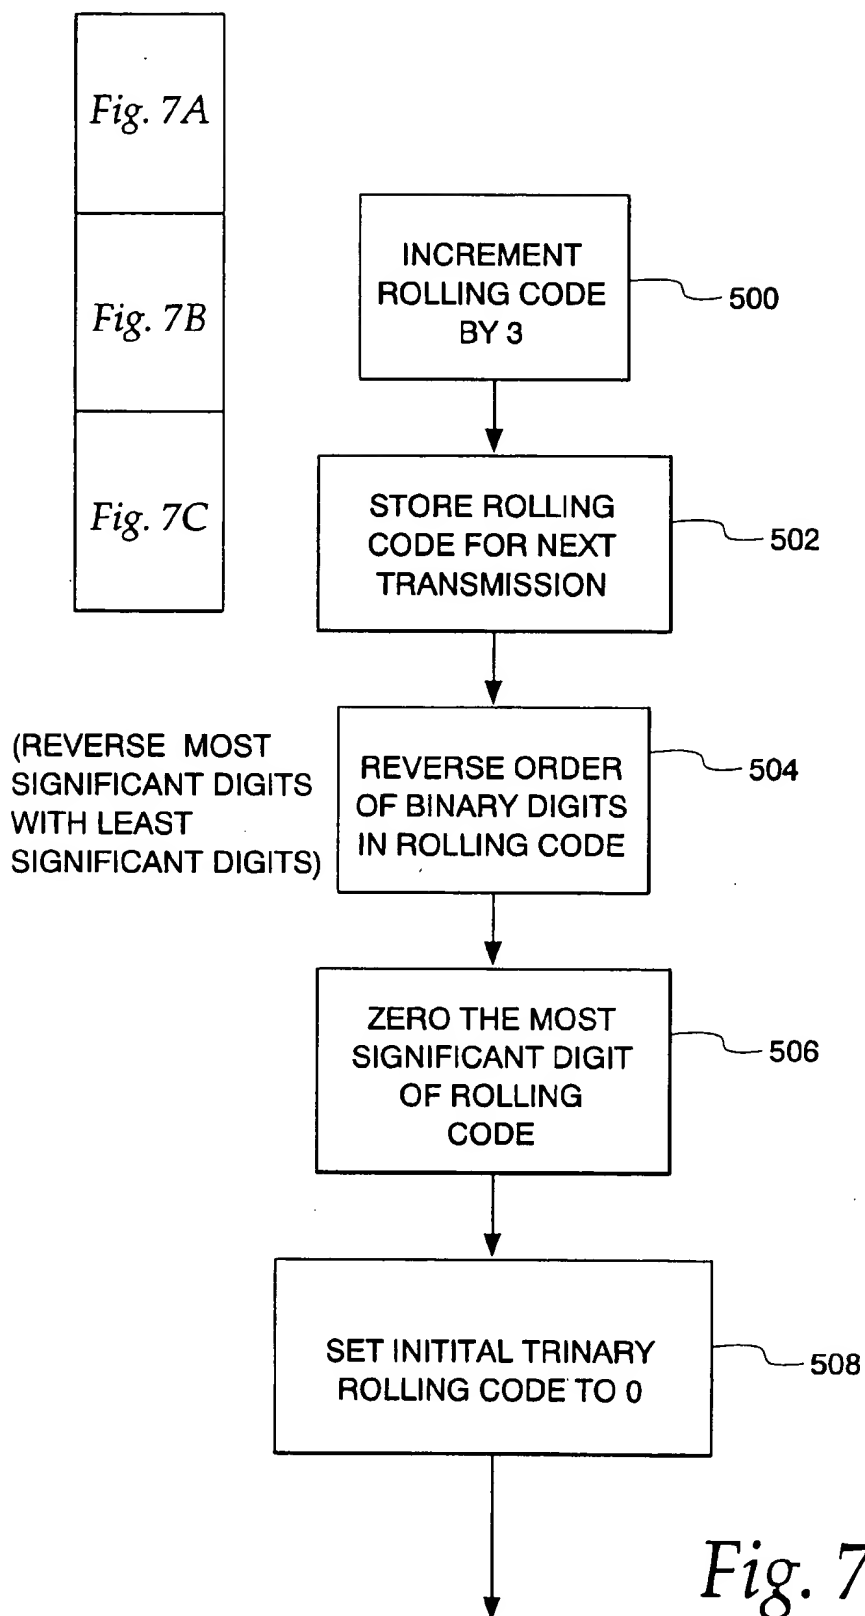 Fig. 7A
Fig. 7B
Fig. 7C
INCREMENT
ROLLING CODE
BY 3
500
STORE ROLLING
CODE FOR NEXT
TRANSMISSION
502
(REVERSE MOST
SIGNIFICANT DIGITS
WITH LEAST
SIGNIFICANT DIGITS)
REVERSE ORDER
OF BINARY DIGITS
IN ROLLING CODE
504
ZERO THE MOST
SIGNIFICANT DIGIT
OF ROLLING
CODE
506
SET INITITAL TRINARY
ROLLING CODE TO 0
508
Fig. 7